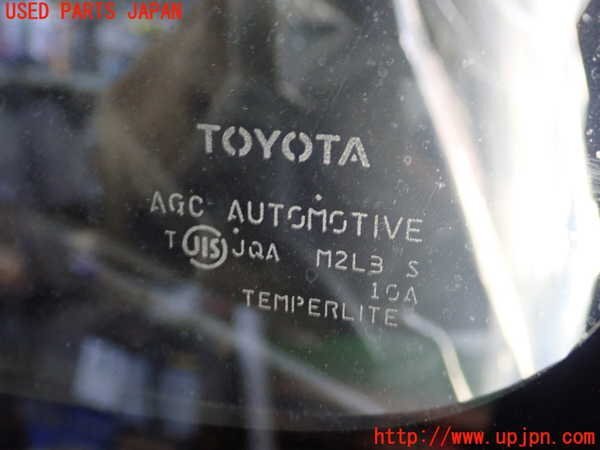 USED PARTS JAPAN
TOYOTA
AGC AUTOMOTIVE
T JIS JQA M2L3 S
10A
TEMPERLITE
http://www.upjpn.com